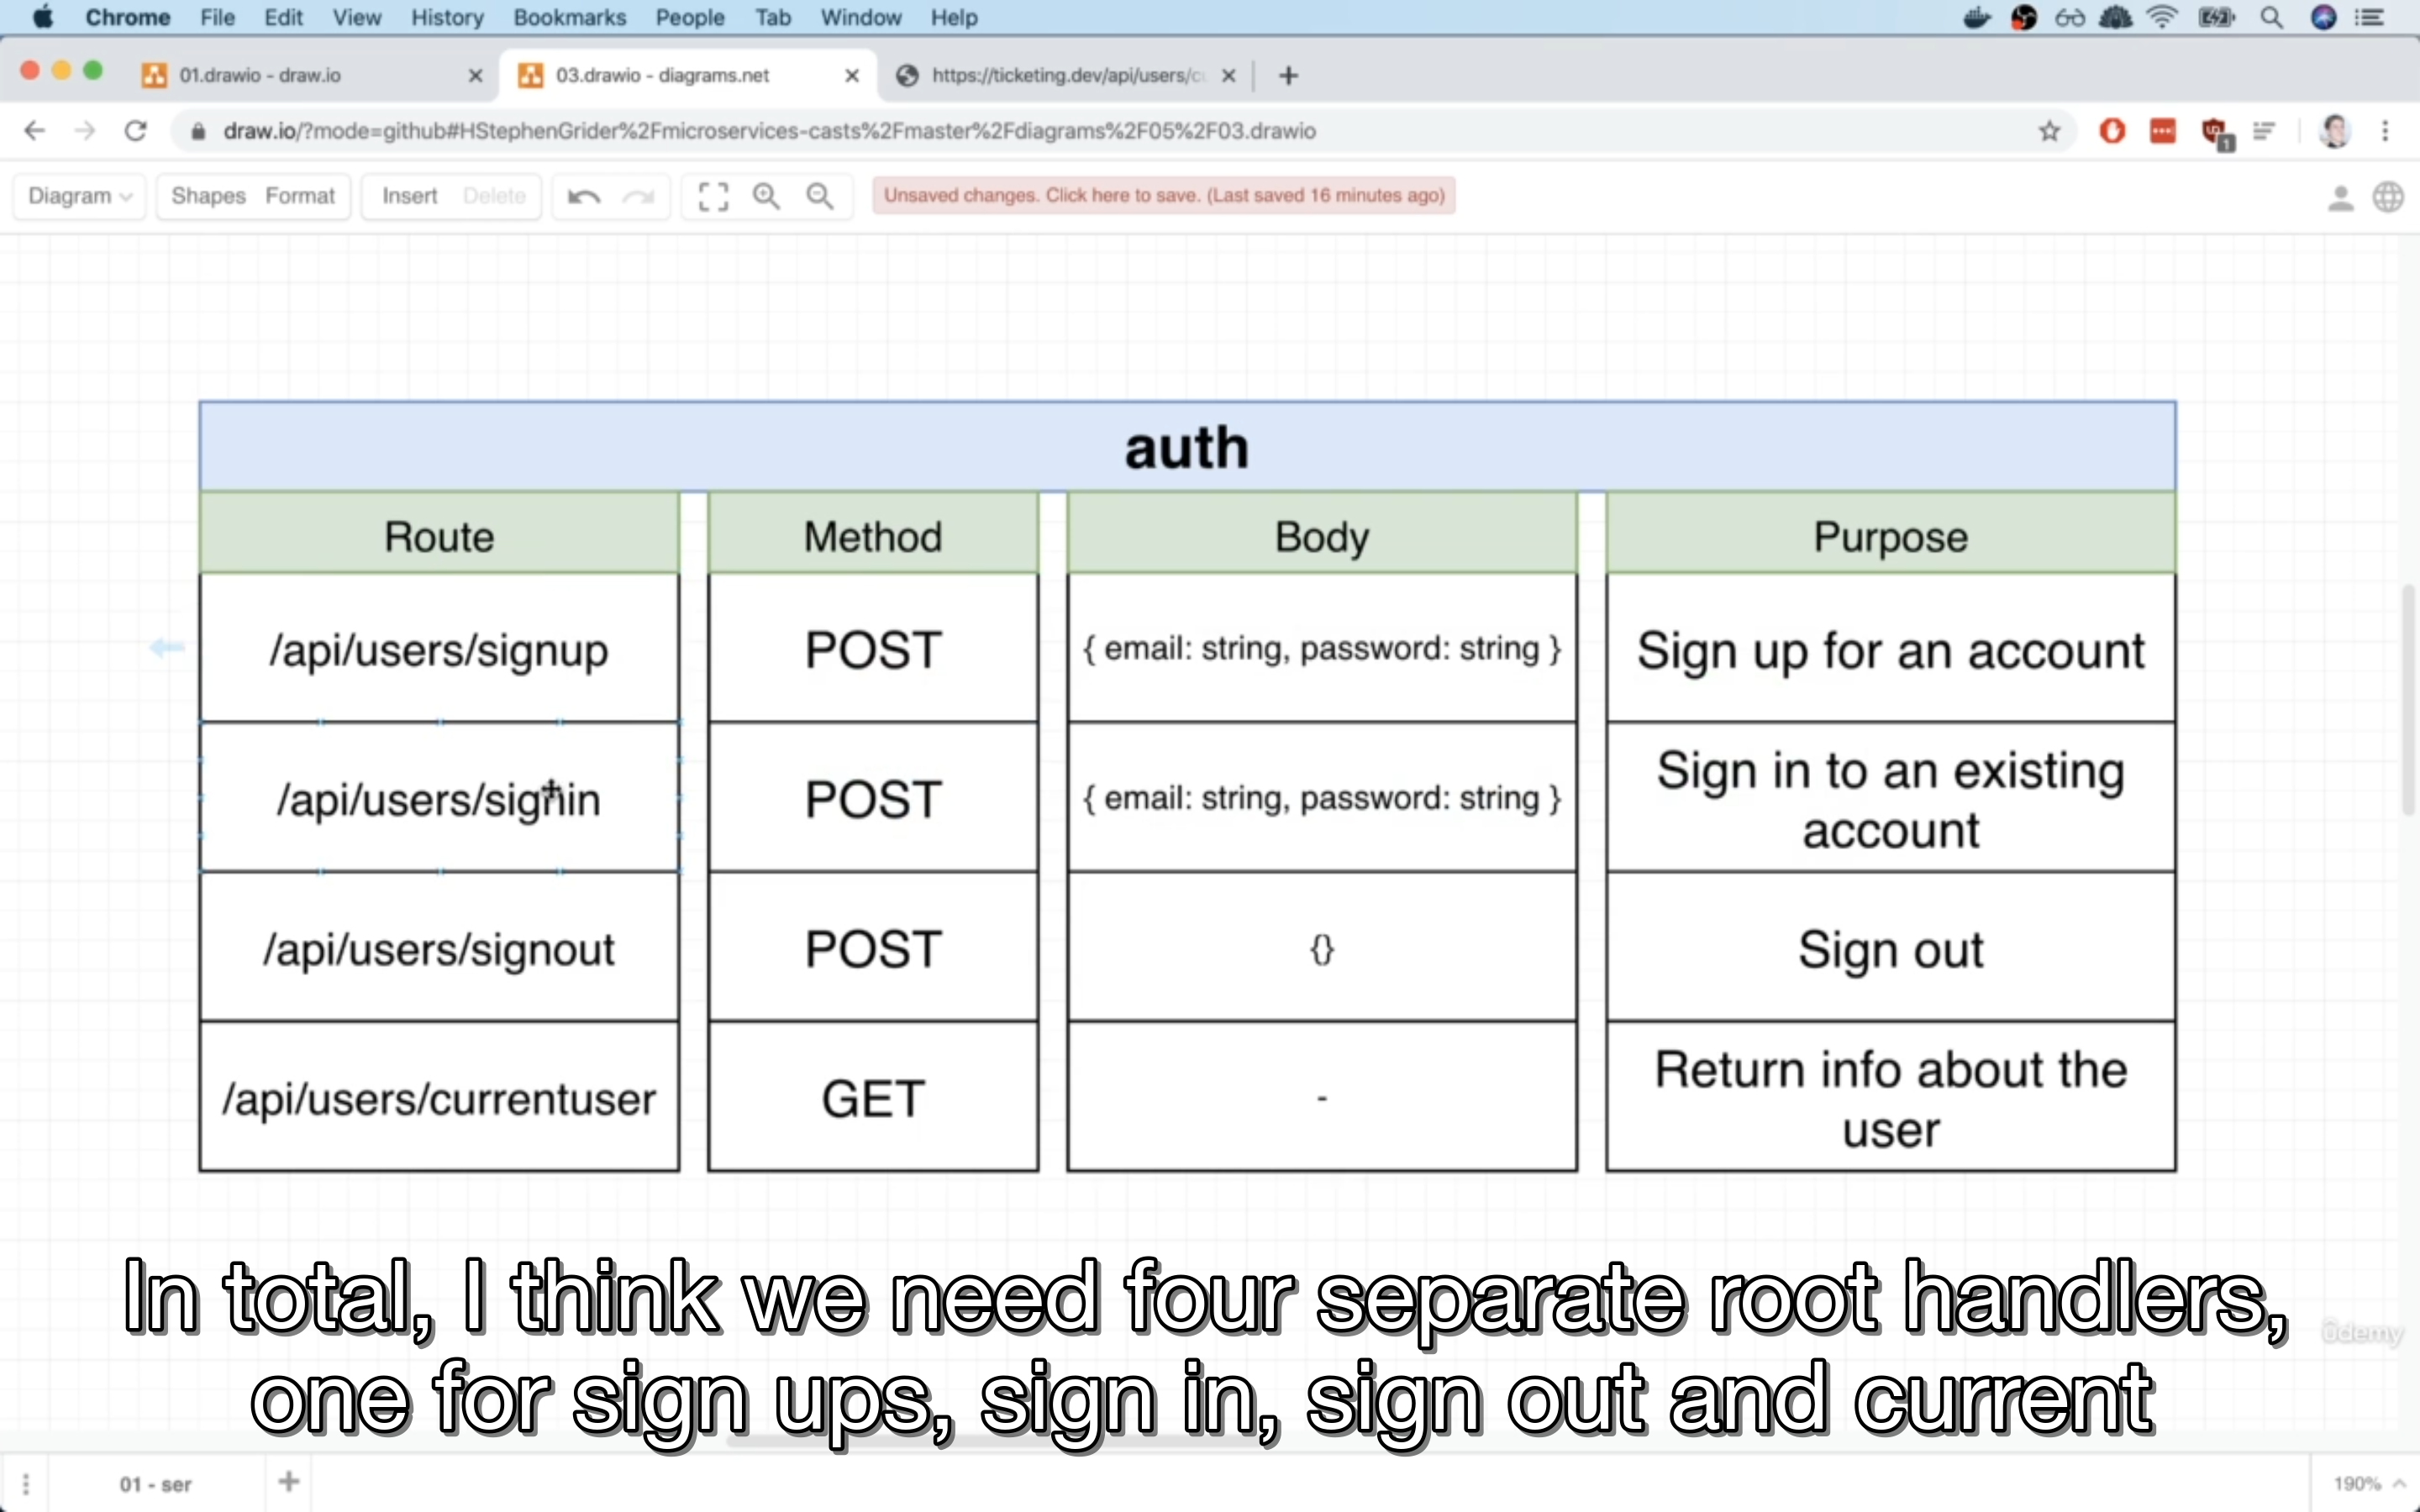 Chrome File Edit View History Bookmarks People Tab Window Help
01.drawio - draw.io
03.drawio - diagrams.net
https://ticketing.dev/api/users/cu
draw.io/?mode=github#HStephenGrider%2Fmicroservices-casts%2Fmaster%2Fdiagrams%2F05%2F03.drawio
1
Diagram Shapes Format Insert Delete
Unsaved changes. Click here to save. (Last saved 16 minutes ago)
auth
Route Method Body Purpose
/api/users/signup POST { email: string, password: string } Sign up for an account
/api/users/signin POST { email: string, password: string } Sign in to an existing
account
/api/users/signout POST {} Sign out
/api/users/currentuser GET - Return info about the
user
In total, I think we need four separate root handlers,
one for sign ups, sign in, sign out and current
ûdemy
01 - ser
190%